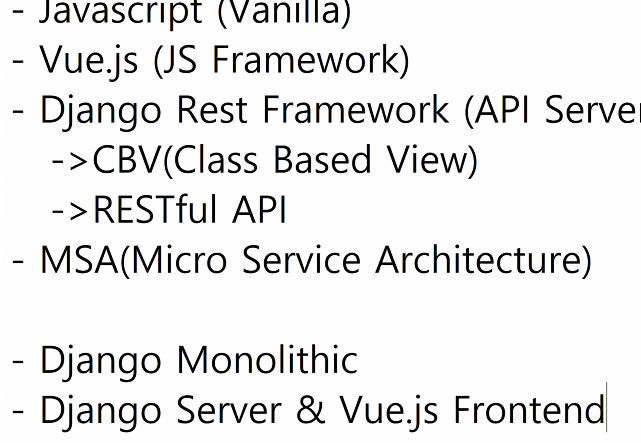 - Javascript (Vanilla)
- Vue.js (JS Framework)
- Django Rest Framework (API Server
->CBV(Class Based View)
->RESTful API
- MSA(Micro Service Architecture)
- Django Monolithic
- Django Server & Vue.js Frontend